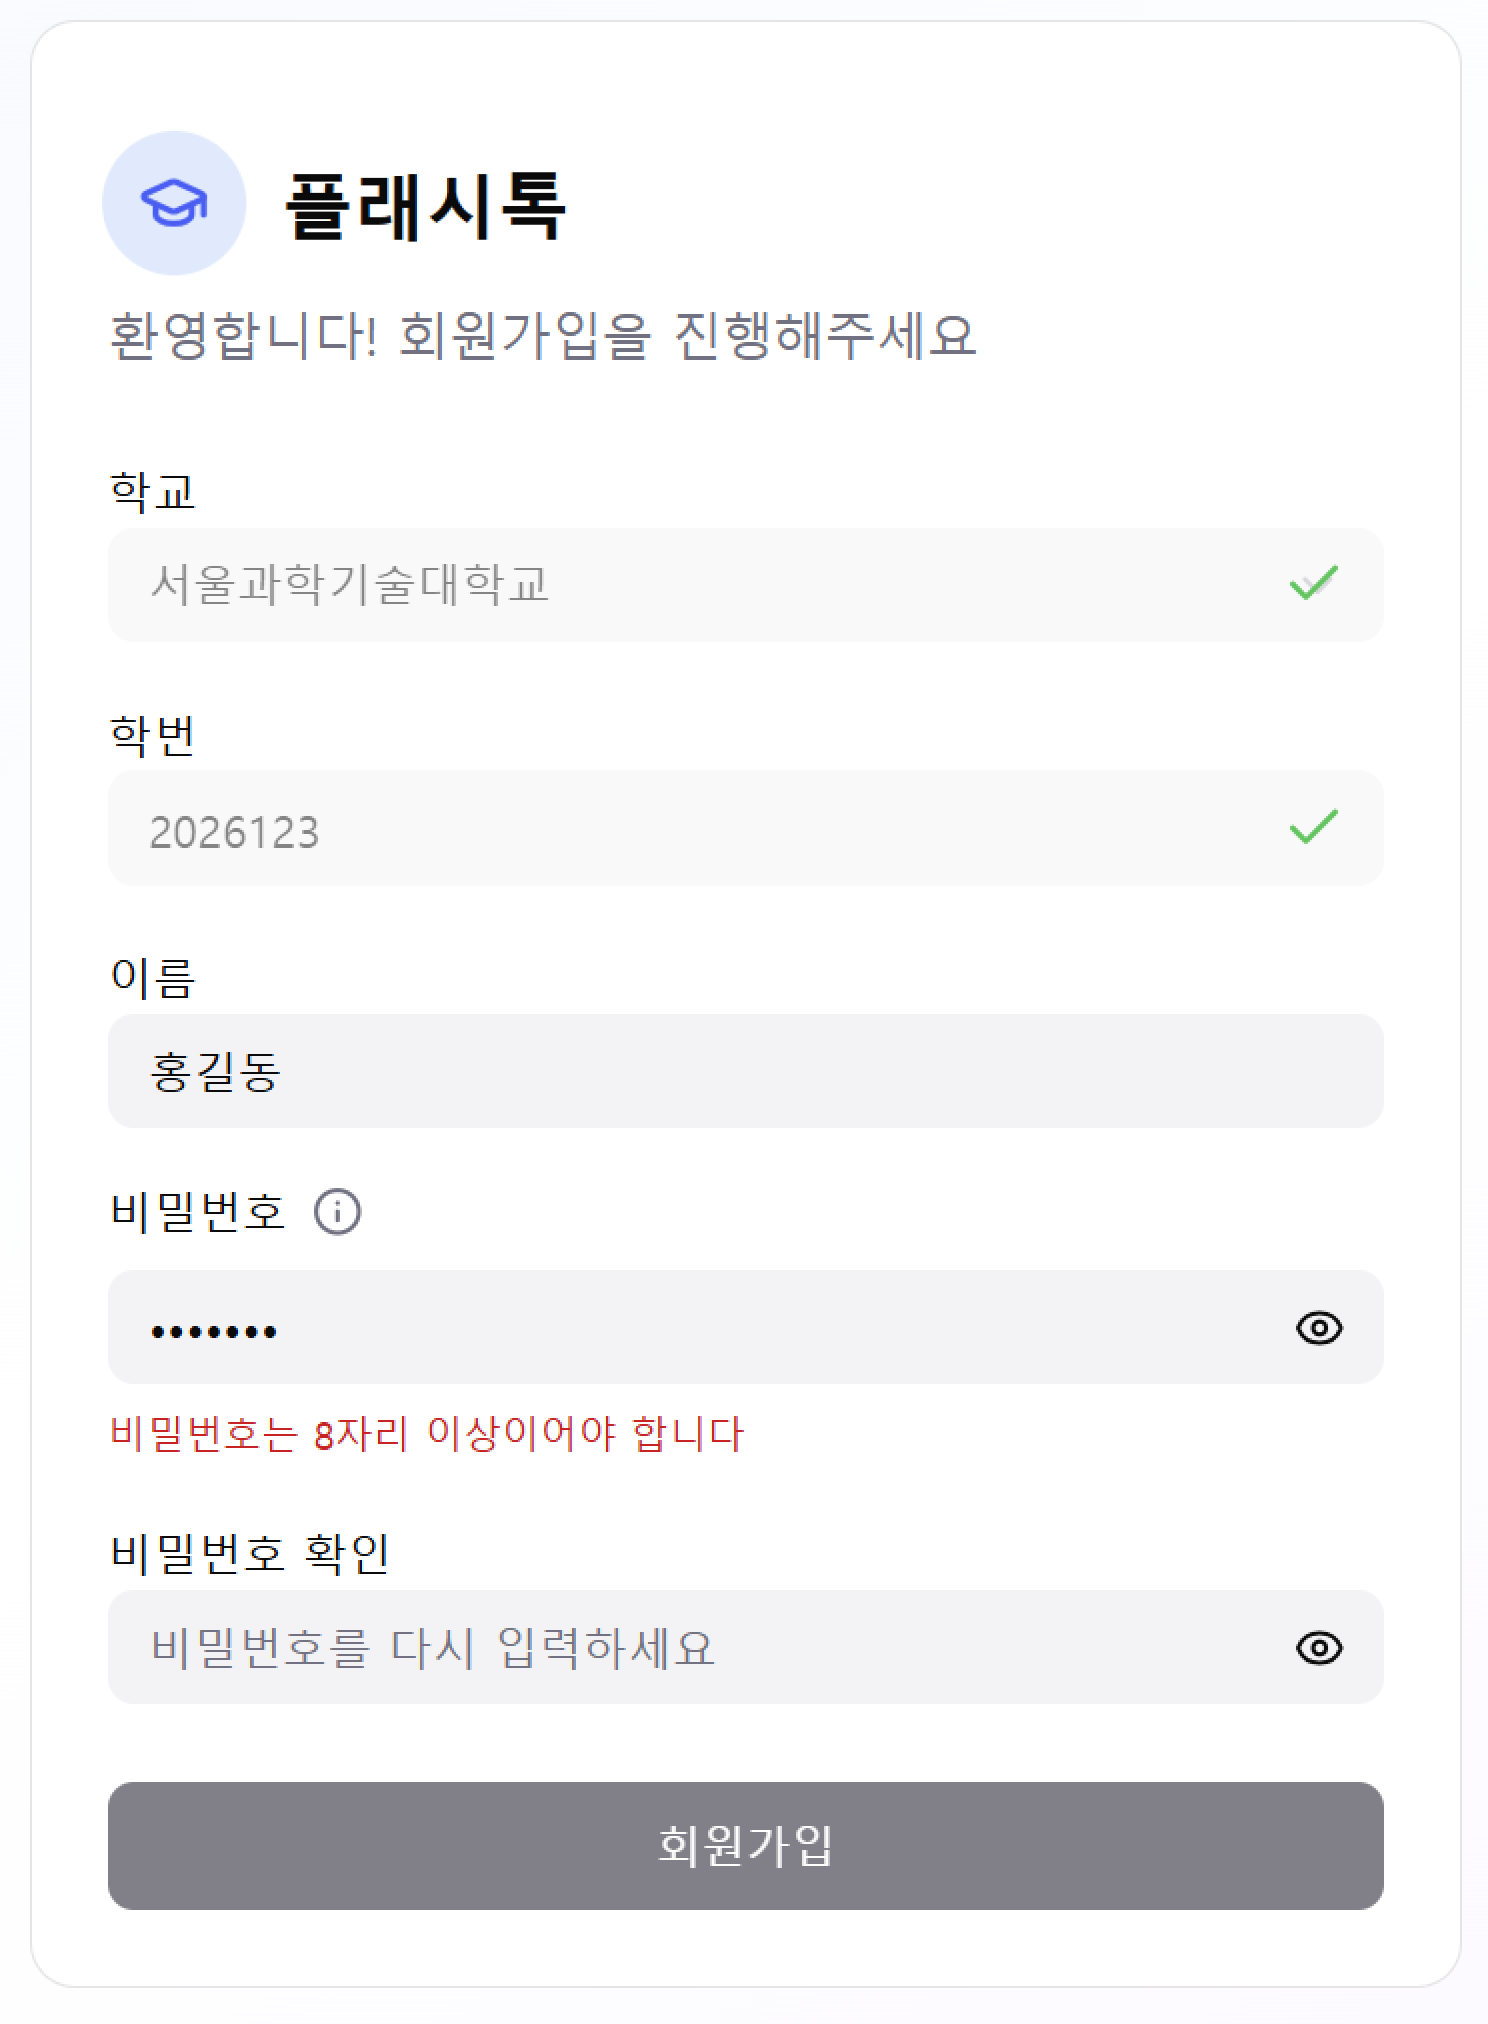 플래시톡
환영합니다! 회원가입을 진행해주세요
학교
서울과학기술대학교
학번
2026123
이름
홍길동
비밀번호
•••••••
비밀번호는 8자리 이상이어야 합니다
비밀번호 확인
비밀번호를 다시 입력하세요
회원가입